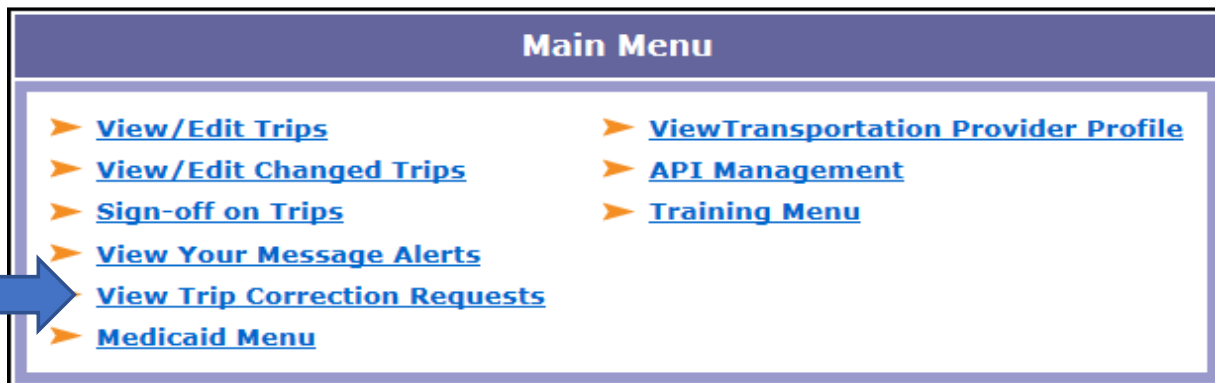 Main Menu
View/Edit Trips
View/Edit Changed Trips
Sign-off on Trips
View Your Message Alerts
View Trip Correction Requests
Medicaid Menu
ViewTransportation Provider Profile
API Management
Training Menu